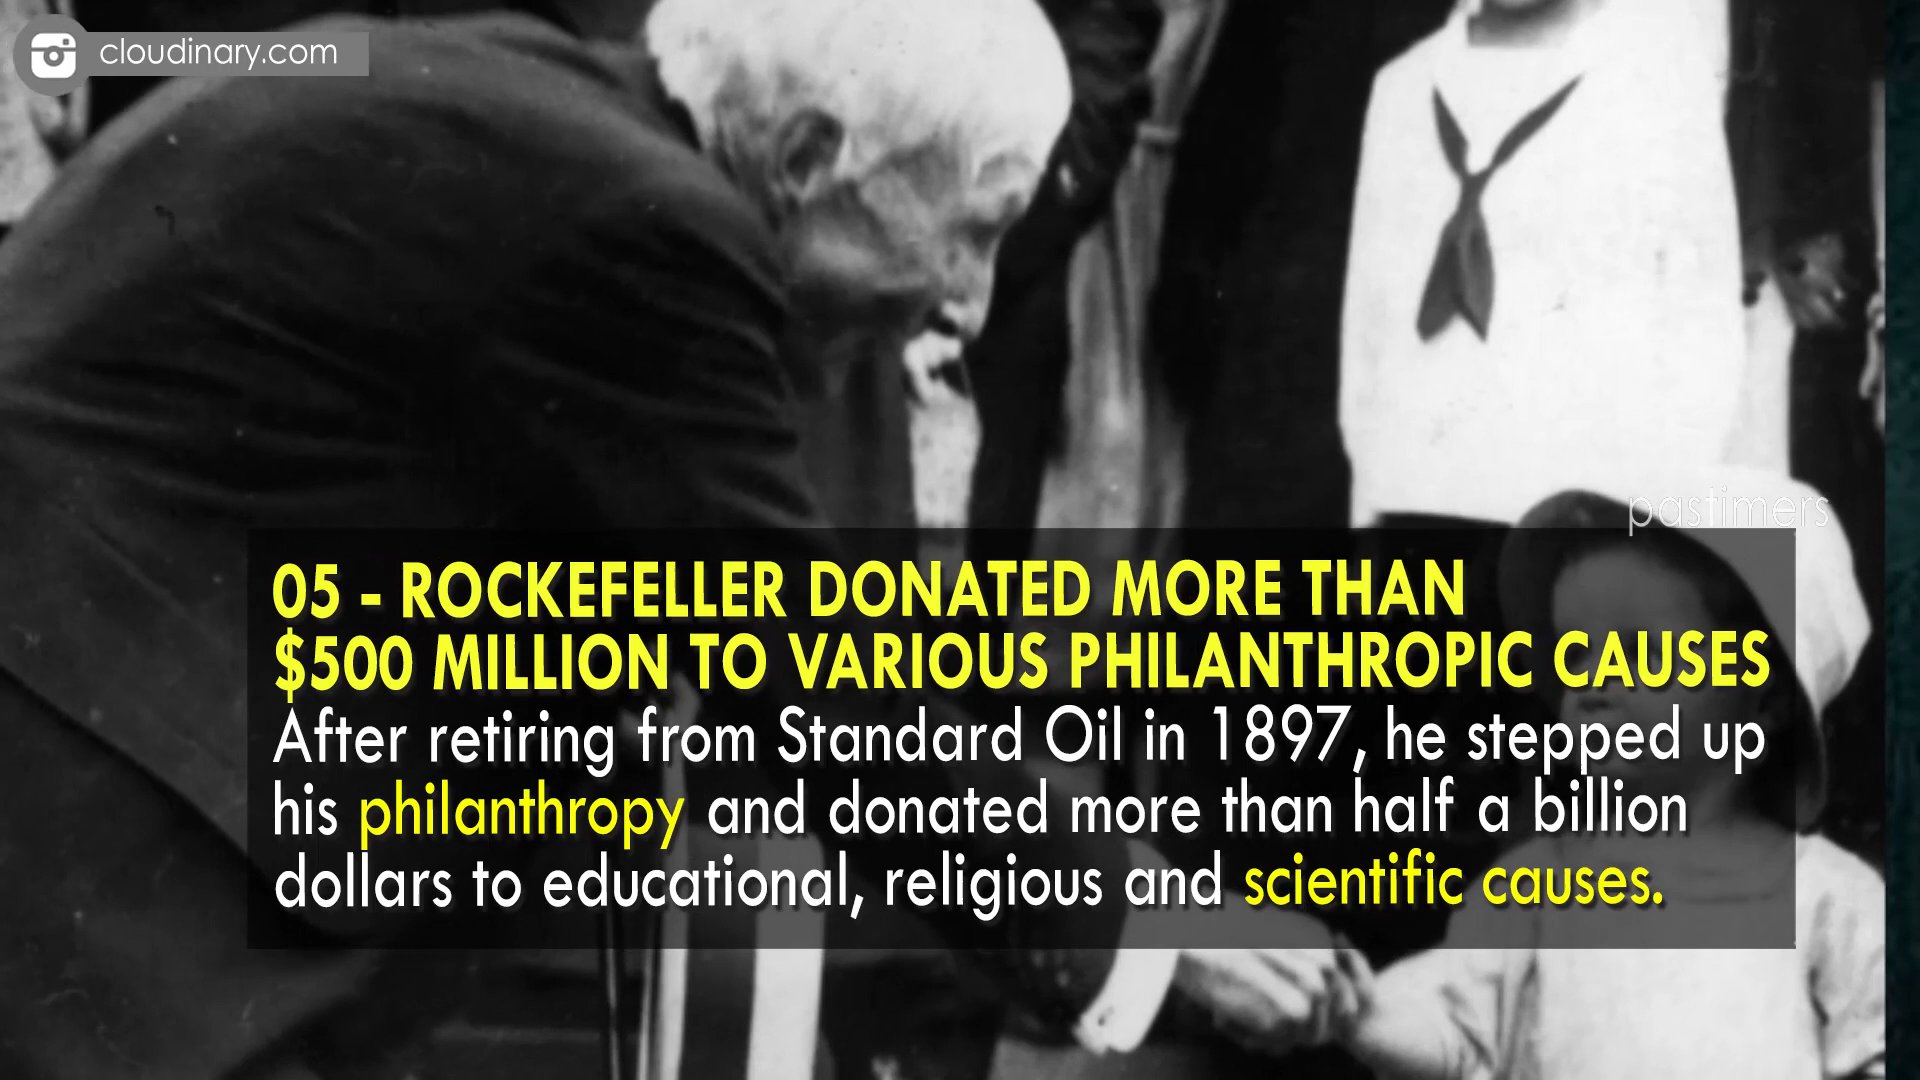 cloudinary.com
pastimers
05 - ROCKEFELLER DONATED MORE THAN
$500 MILLION TO VARIOUS PHILANTHROPIC CAUSES
After retiring from Standard Oil in 1897, he stepped up
his philanthropy and donated more than half a billion
dollars to educational, religious and scientific causes.